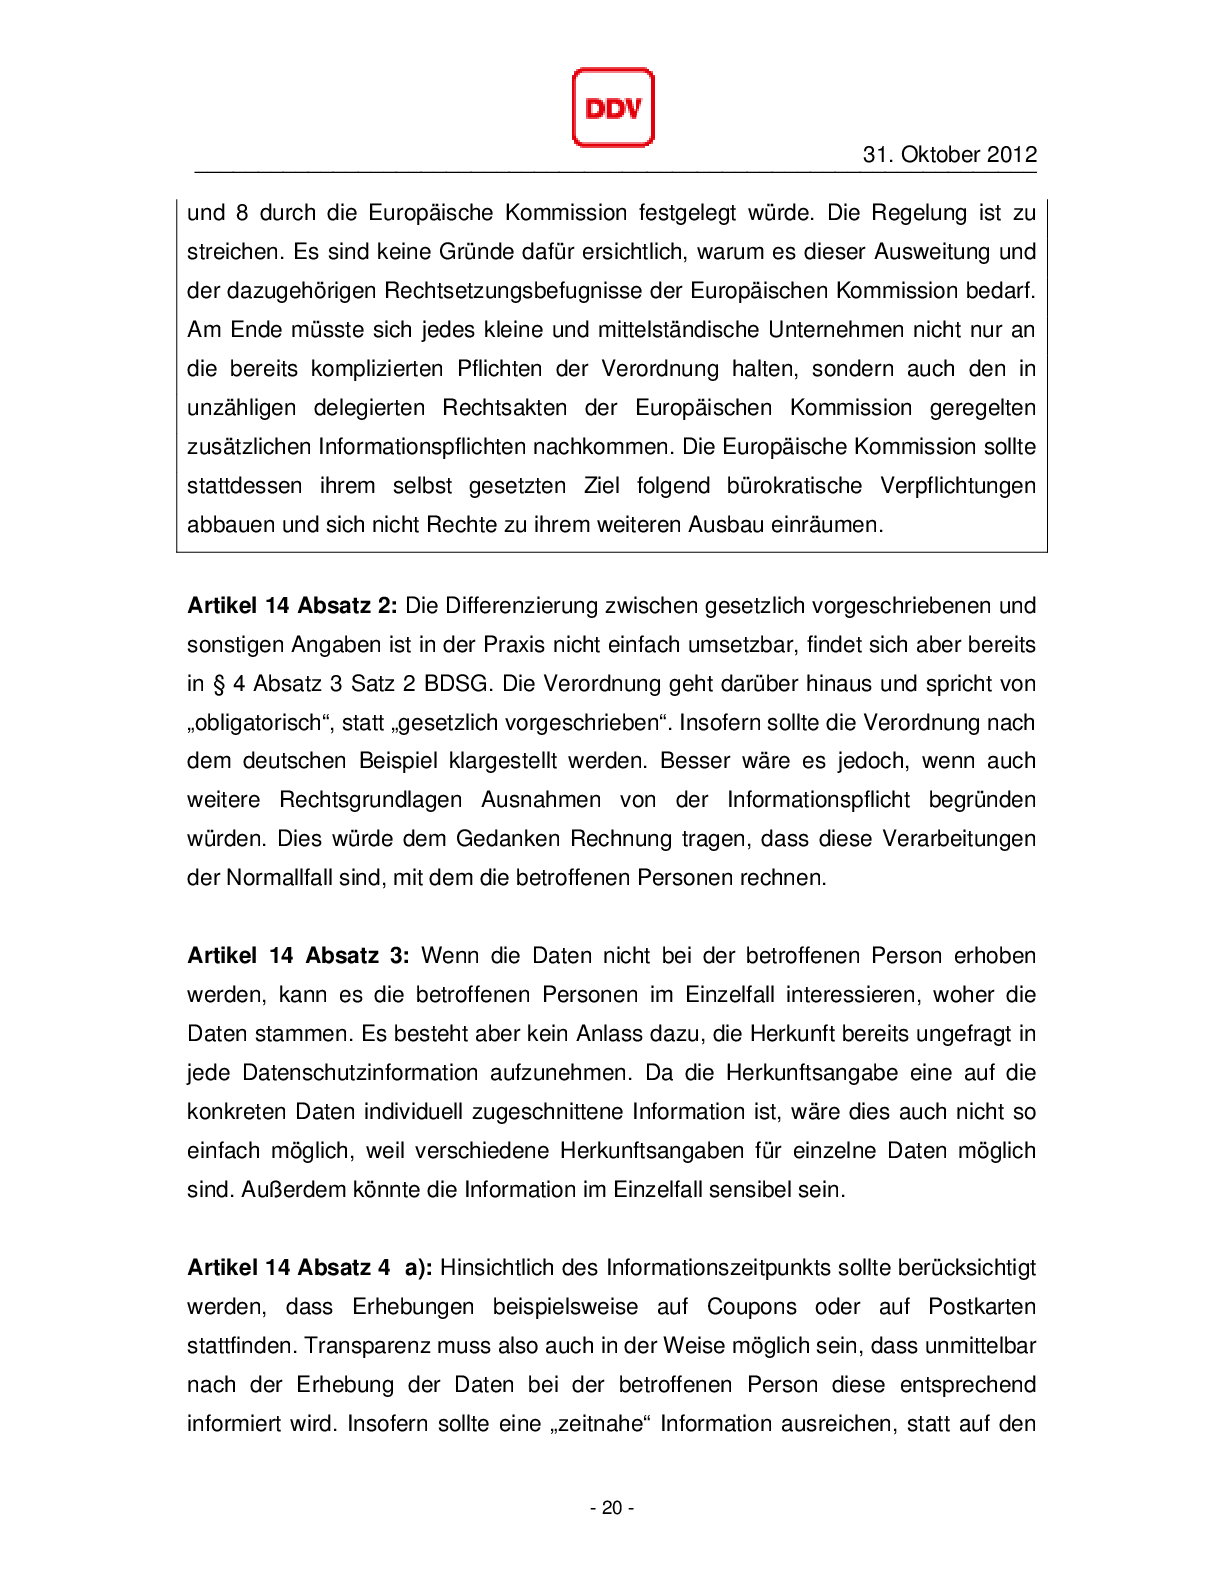 DDV
31. Oktober 2012
und 8 durch die Europäische Kommission festgelegt würde. Die Regelung ist zu
streichen. Es sind keine Gründe dafür ersichtlich, warum es dieser Ausweitung und
der dazugehörigen Rechtsetzungsbefugnisse der Europäischen Kommission bedarf.
Am Ende müsste sich jedes kleine und mittelständische Unternehmen nicht nur an
die bereits komplizierten Pflichten der Verordnung halten, sondern auch den in
unzähligen delegierten Rechtsakten der Europäischen Kommission geregelten
zusätzlichen Informationspflichten nachkommen. Die Europäische Kommission sollte
stattdessen ihrem selbst gesetzten Ziel folgend bürokratische Verpflichtungen
abbauen und sich nicht Rechte zu ihrem weiteren Ausbau einräumen.
Artikel 14 Absatz 2: Die Differenzierung zwischen gesetzlich vorgeschriebenen und
sonstigen Angaben ist in der Praxis nicht einfach umsetzbar, findet sich aber bereits
in § 4 Absatz 3 Satz 2 BDSG. Die Verordnung geht darüber hinaus und spricht von
„obligatorisch“, statt „gesetzlich vorgeschrieben“. Insofern sollte die Verordnung nach
dem deutschen Beispiel klargestellt werden. Besser wäre es jedoch, wenn auch
weitere Rechtsgrundlagen Ausnahmen von der Informationspflicht begründen
würden. Dies würde dem Gedanken Rechnung tragen, dass diese Verarbeitungen
der Normallfall sind, mit dem die betroffenen Personen rechnen.
Artikel 14 Absatz 3: Wenn die Daten nicht bei der betroffenen Person erhoben
werden, kann es die betroffenen Personen im Einzelfall interessieren, woher die
Daten stammen. Es besteht aber kein Anlass dazu, die Herkunft bereits ungefragt in
jede Datenschutzinformation aufzunehmen. Da die Herkunftsangabe eine auf die
konkreten Daten individuell zugeschnittene Information ist, wäre dies auch nicht so
einfach möglich, weil verschiedene Herkunftsangaben für einzelne Daten möglich
sind. Außerdem könnte die Information im Einzelfall sensibel sein.
Artikel 14 Absatz 4 a): Hinsichtlich des Informationszeitpunkts sollte berücksichtigt
werden, dass Erhebungen beispielsweise auf Coupons oder auf Postkarten
stattfinden. Transparenz muss also auch in der Weise möglich sein, dass unmittelbar
nach der Erhebung der Daten bei der betroffenen Person diese entsprechend
informiert wird. Insofern sollte eine „zeitnahe“ Information ausreichen, statt auf den
- 20 -